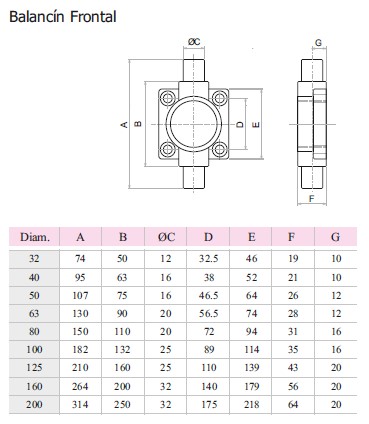 Balancín Frontal
ØC
G
A
B
D
E
F
Diam. A B ØC D E F G
32 74 50 12 32.5 46 19 10
40 95 63 16 38 52 21 10
50 107 75 16 46.5 64 26 12
63 130 90 20 56.5 74 28 12
80 150 110 20 72 94 31 16
100 182 132 25 89 114 35 16
125 210 160 25 110 139 43 20
160 264 200 32 140 179 56 20
200 314 250 32 175 218 64 20